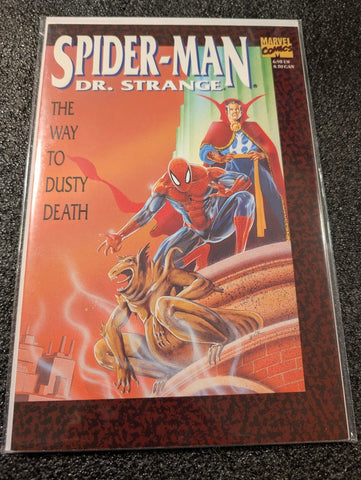 SPIDER-MAN
DR. STRANGE
MARVEL
COMICS
THE
WAY
TO
DUSTY
DEATH